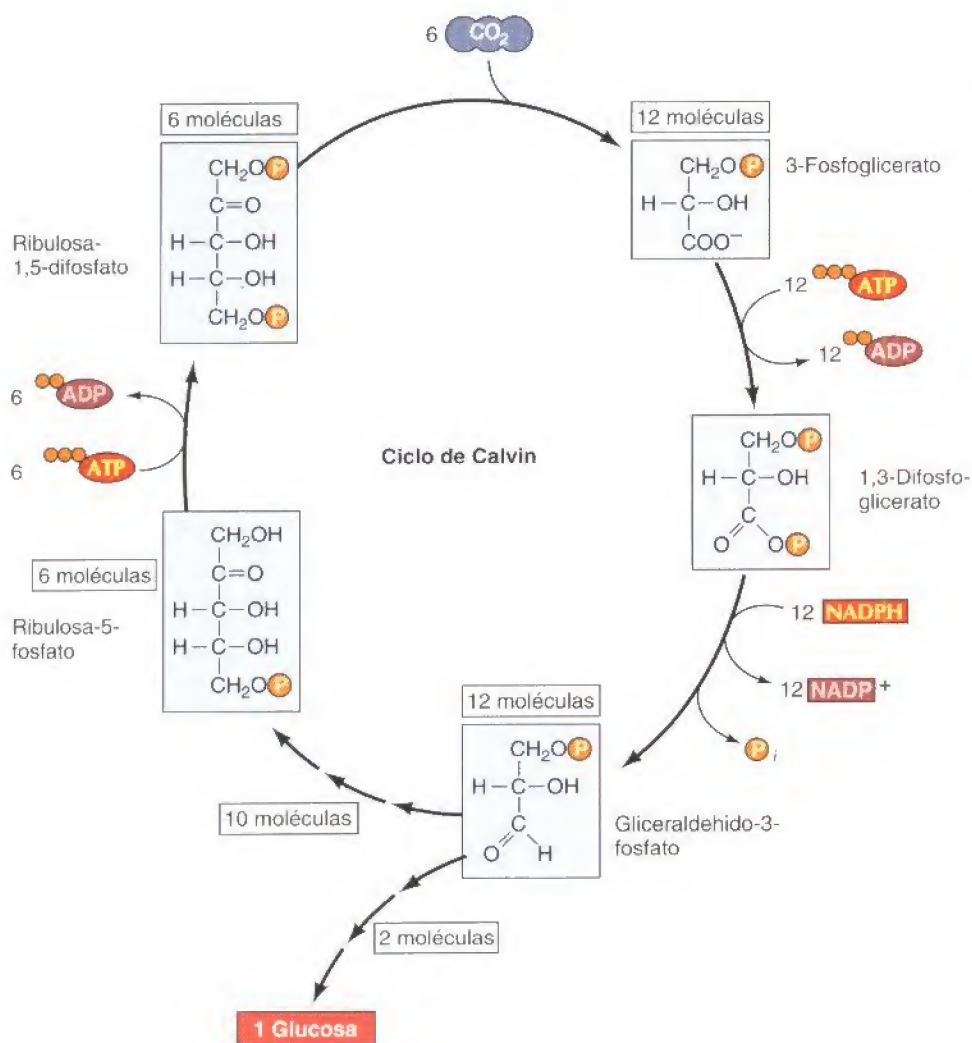 6 CO2
6 moléculas
CH2O P
C=O
H-C-OH
H-C-OH
CH2O P
Ribulosa-
1,5-difosfato
12 moléculas
CH2O P
H-C-OH
COO−
3-Fosfoglicerato
12 ATP
12 ADP
CH2O P
H-C-OH
C
O O P
1,3-Difosfo-
glicerato
12 NADPH
12 NADP +
P i
12 moléculas
CH2O P
H-C-OH
C
O H
Gliceraldehido-3-
fosfato
2 moléculas
1 Glucosa
10 moléculas
6 moléculas
CH2OH
C=O
H-C-OH
H-C-OH
CH2O P
Ribulosa-5-
fosfato
6 ADP
6 ATP
Ciclo de Calvin